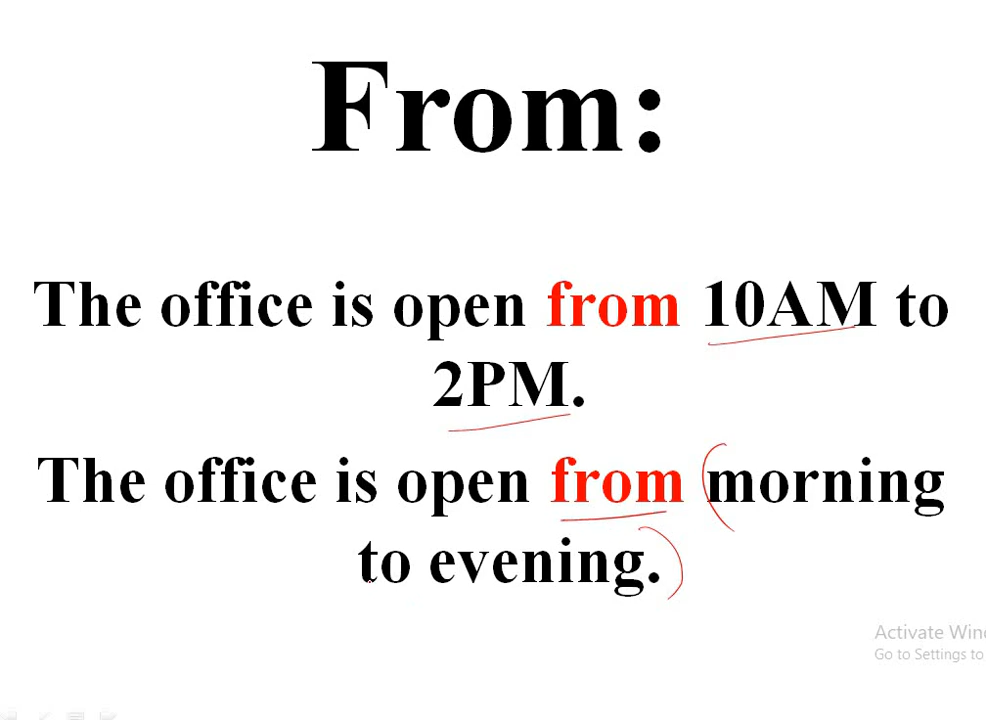 From:
The office is open from 10AM to
2PM.
The office is open from morning
to evening.
Activate Win
Go to Settings to